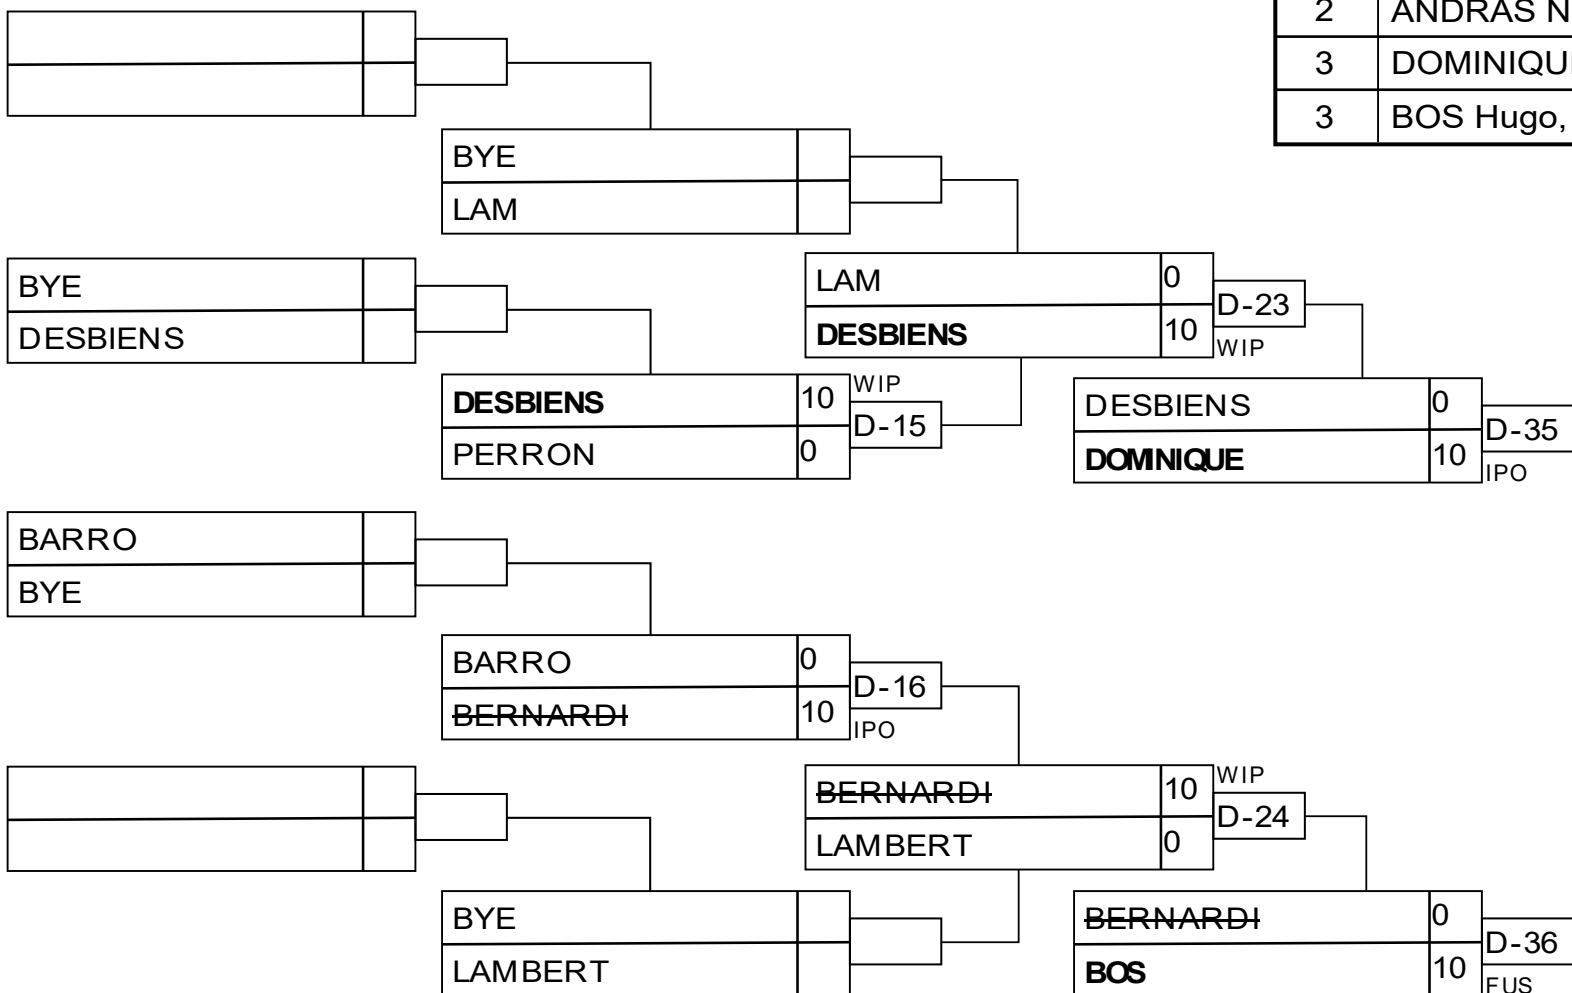 2 ANDRAS N
3 DOMINIQUE
3 BOS Hugo,
BYE
LAM
BYE
DESBIENS
LAM 0
D-23
DESBIENS 10
WIP
DESBIENS 10
WIP
D-15
PERRON 0
DESBIENS 0
D-35
DOMINIQUE 10
IPO
BARRO
BYE
BARRO 0
D-16
BERNARDI 10
IPO
BERNARDI 10
WIP
D-24
LAMBERT 0
BYE
LAMBERT
BERNARDI 0
D-36
BOS 10
FUS